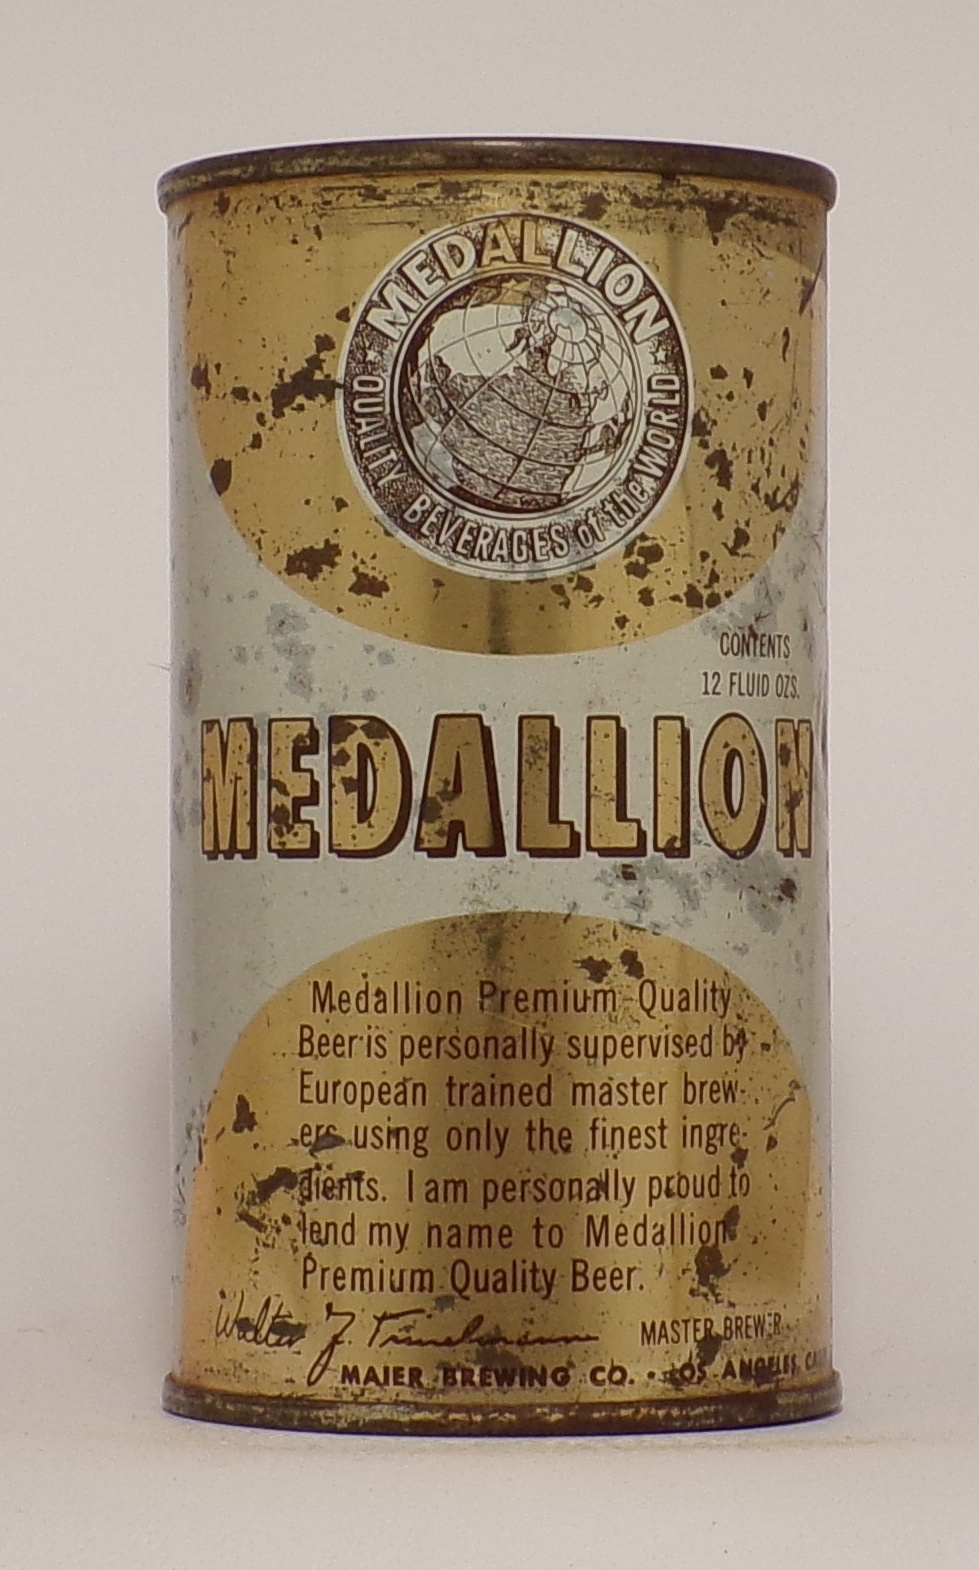 MEDALLION
QUALITY BEVERAGES of the WORLD
CONTENTS
12 FLUID OZS.
MEDALLION
Medallion Premium Quality
Beer is personally supervised by
European trained master brew-
ers using only the finest ingre-
dients. I am personally proud to
lend my name to Medallion
Premium Quality Beer.
Walter J. MASTER BREWER
MAIER BREWING CO. • LOS ANGELES,